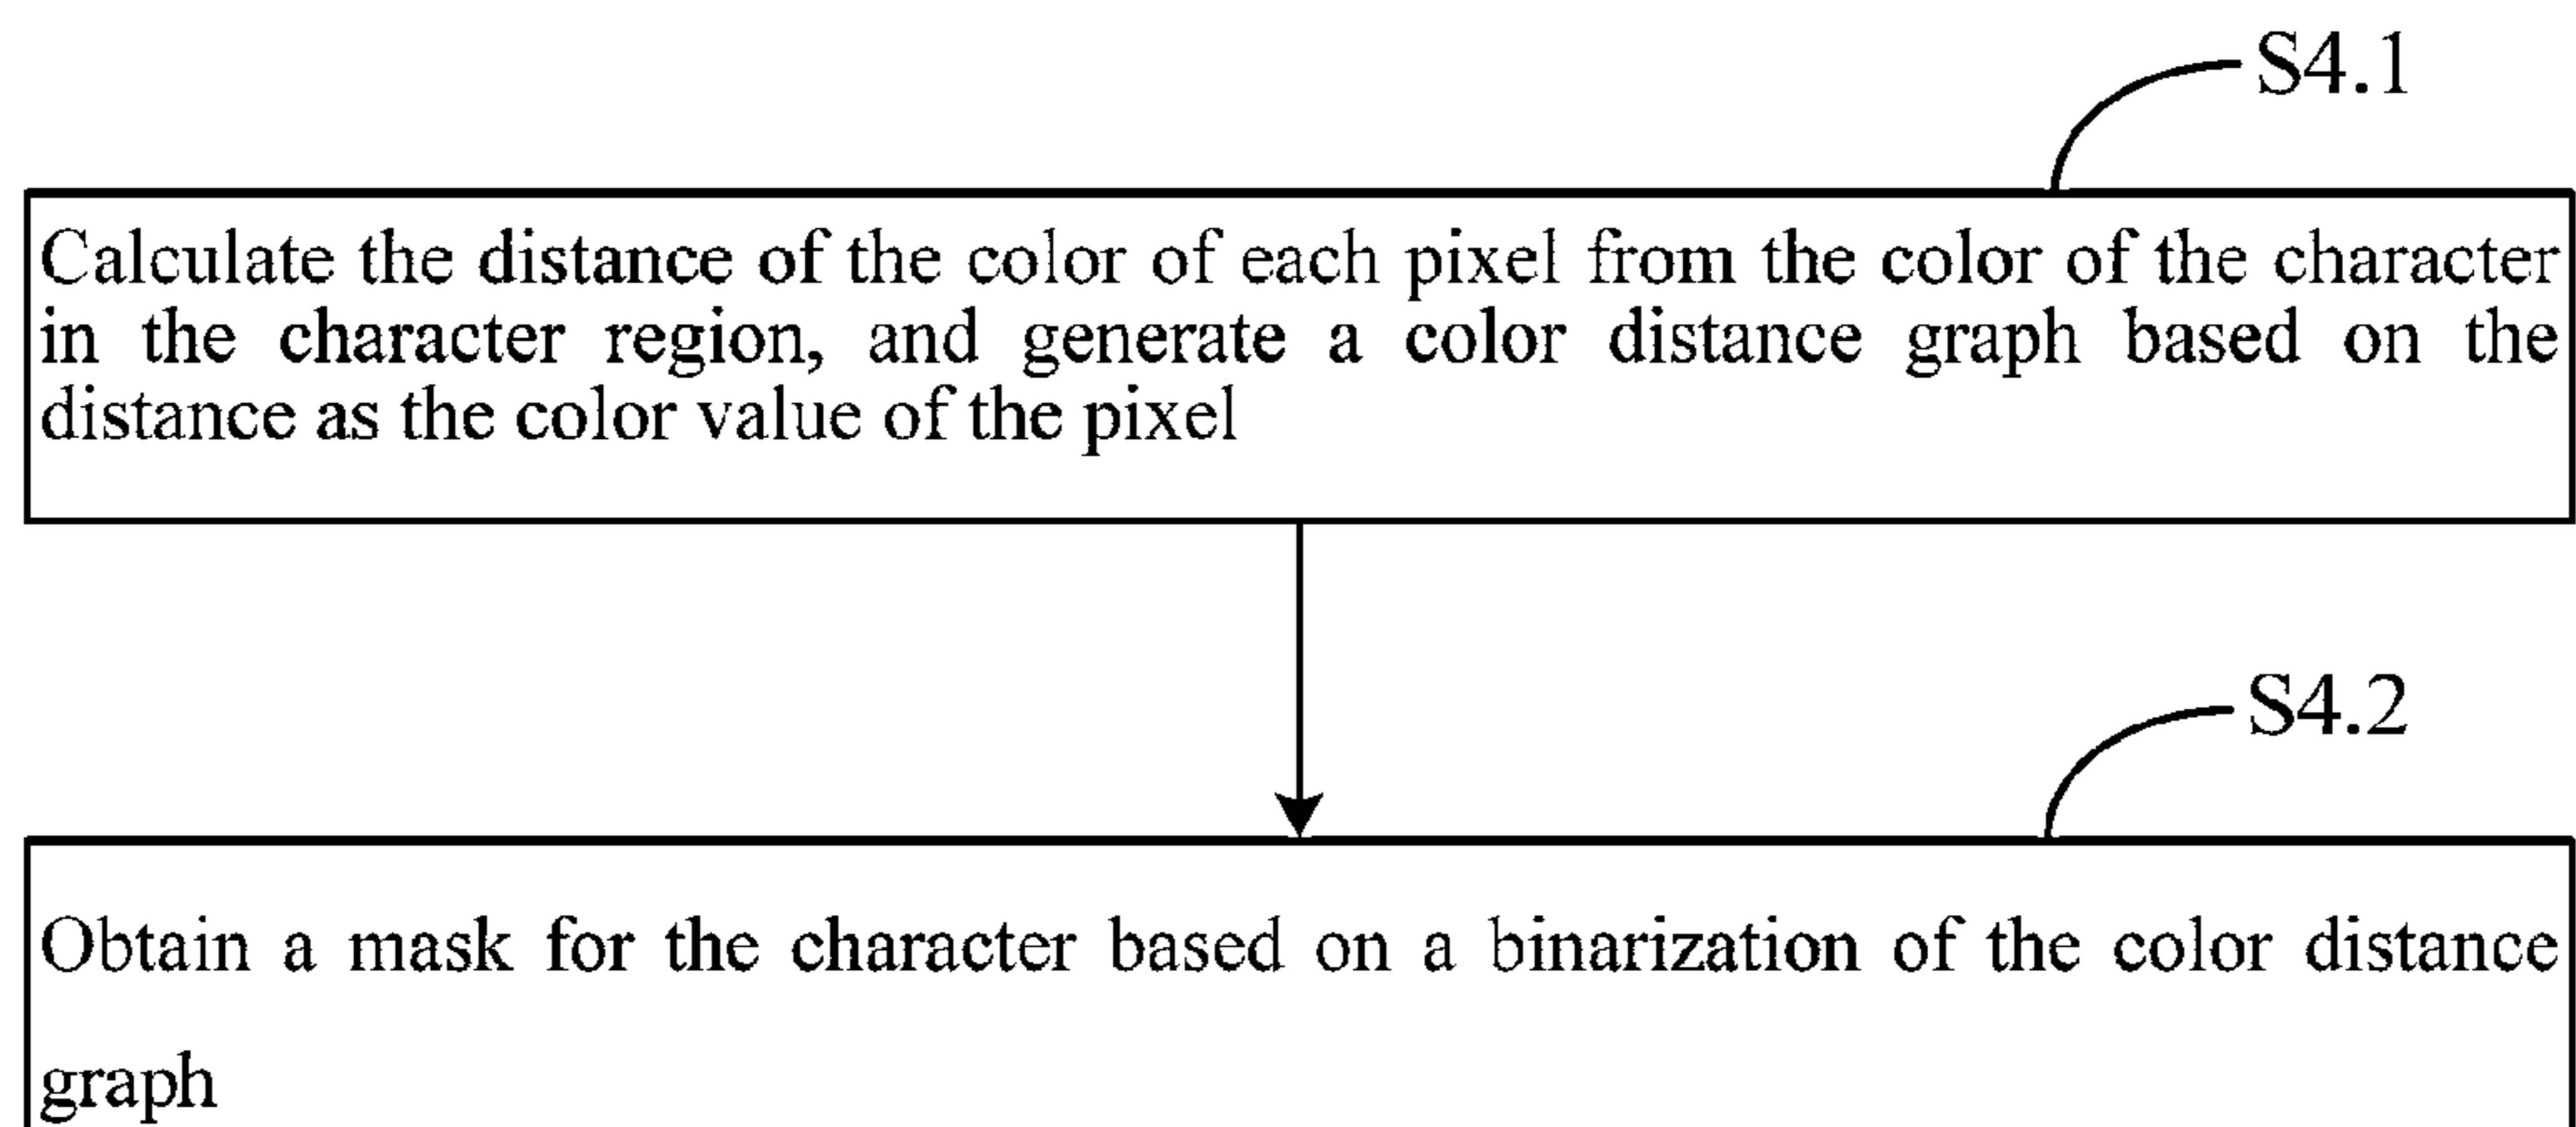 S4.1
Calculate the distance of the color of each pixel from the color of the character
in the character region, and generate a color distance graph based on the
distance as the color value of the pixel
S4.2
Obtain a mask for the character based on a binarization of the color distance
graph